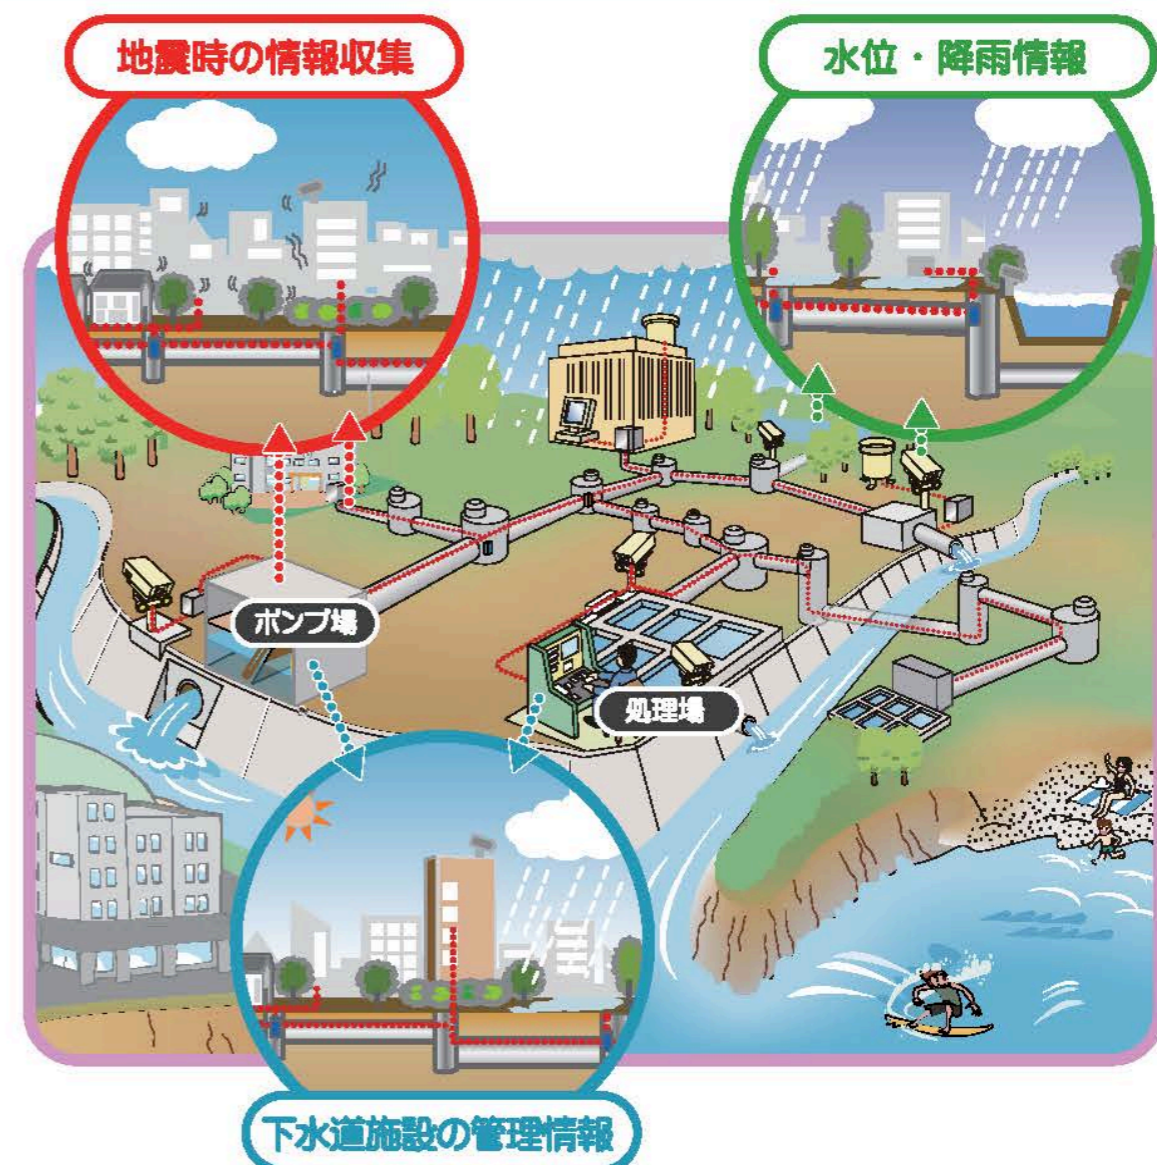 地震時の情報収集
水位・降雨情報
ポンプ場
処理場
下水道施設の管理情報